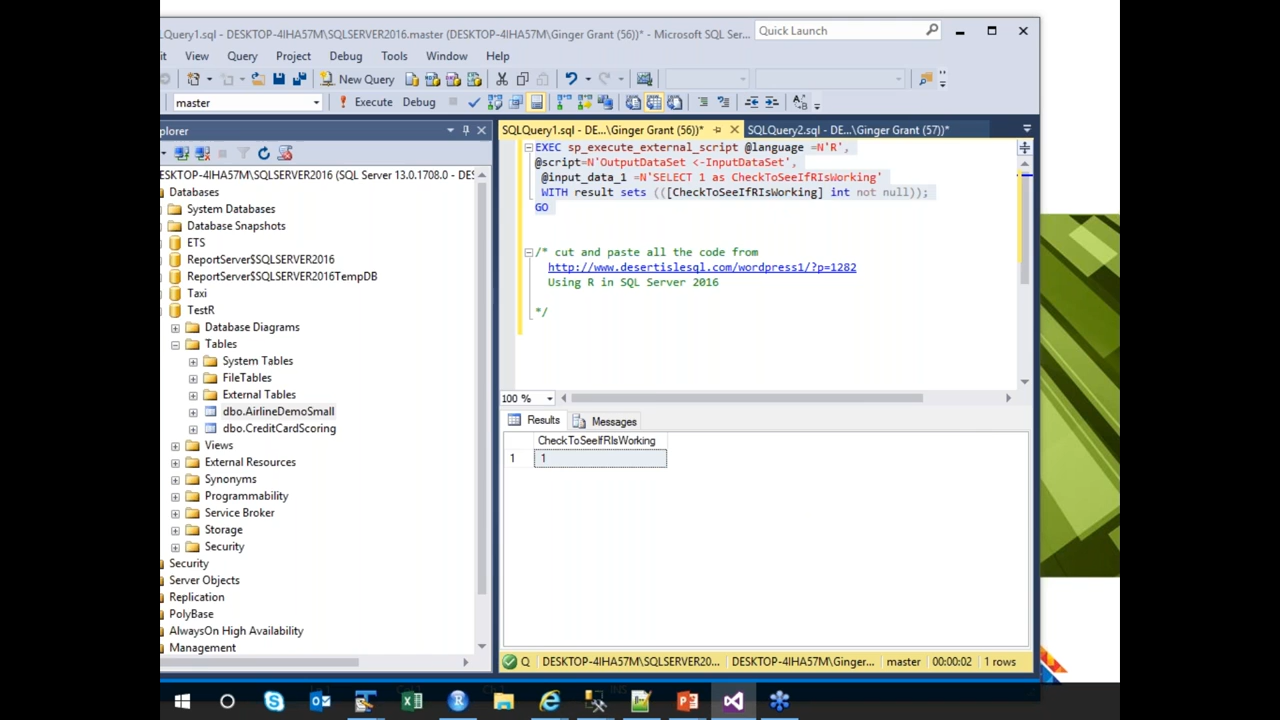 LQuery1.sql - DESKTOP-4IHA57M\SQLSERVER2016.master (DESKTOP-4IHA57M\Ginger Grant (56))* - Microsoft SQL Ser...
Quick Launch
it View Query Project Debug Tools Window Help
New Query
master
Execute Debug
plorer
SQLQuery1.sql - DE...\Ginger Grant (56))*
SQLQuery2.sql - DE...\Ginger Grant (57))*
ESKTOP-4IHA57M\SQLSERVER2016 (SQL Server 13.0.1708.0 - DES
Databases
System Databases
Database Snapshots
ETS
ReportServer$SQLSERVER2016
ReportServer$SQLSERVER2016TempDB
Taxi
TestR
Database Diagrams
Tables
System Tables
FileTables
External Tables
dbo.AirlineDemoSmall
dbo.CreditCardScoring
Views
External Resources
Synonyms
Programmability
Service Broker
Storage
Security
Security
Server Objects
Replication
PolyBase
AlwaysOn High Availability
Management
EXEC sp_execute_external_script @language =N'R',
@script=N'OutputDataSet <-InputDataSet',
@input_data_1 =N'SELECT 1 as CheckToSeeIfRIsWorking'
WITH result sets (([CheckToSeeIfRIsWorking] int not null));
GO
/* cut and paste all the code from
http://www.desertislesql.com/wordpress1/?p=1282
Using R in SQL Server 2016
*/
100 %
Results Messages
CheckToSeeIfRIsWorking
1 1
Q DESKTOP-4IHA57M\SQLSERVER20... DESKTOP-4IHA57M\Ginger... master 00:00:02 1 rows